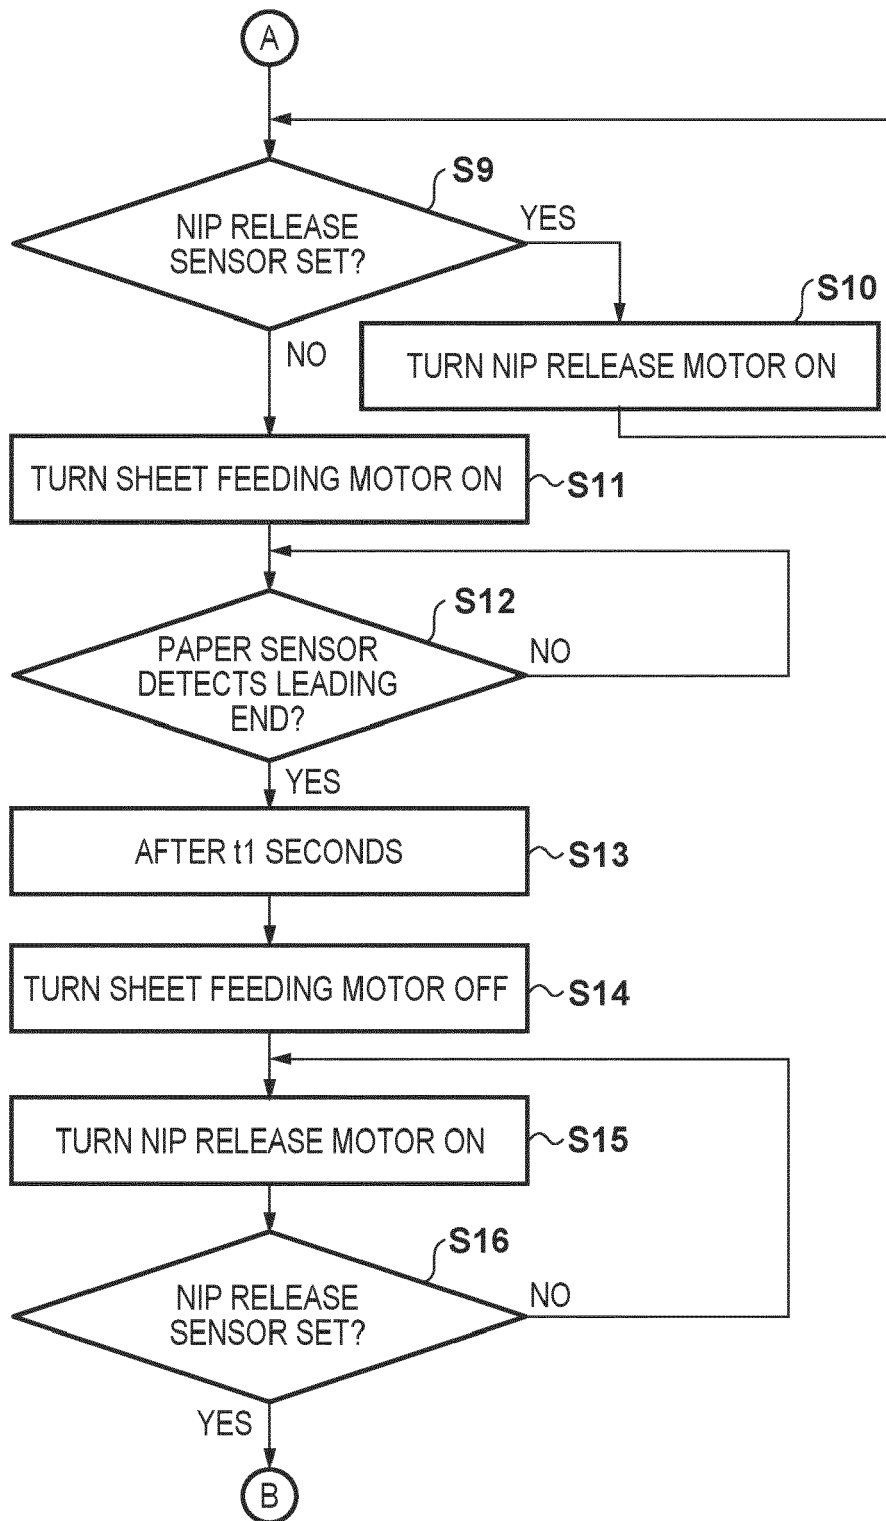 A
S9
NIP RELEASE
SENSOR SET?
YES
NO
S10
TURN NIP RELEASE MOTOR ON
TURN SHEET FEEDING MOTOR ON
S11
S12
PAPER SENSOR
DETECTS LEADING
END?
NO
YES
AFTER t1 SECONDS
S13
TURN SHEET FEEDING MOTOR OFF
S14
TURN NIP RELEASE MOTOR ON
S15
S16
NIP RELEASE
SENSOR SET?
NO
YES
B